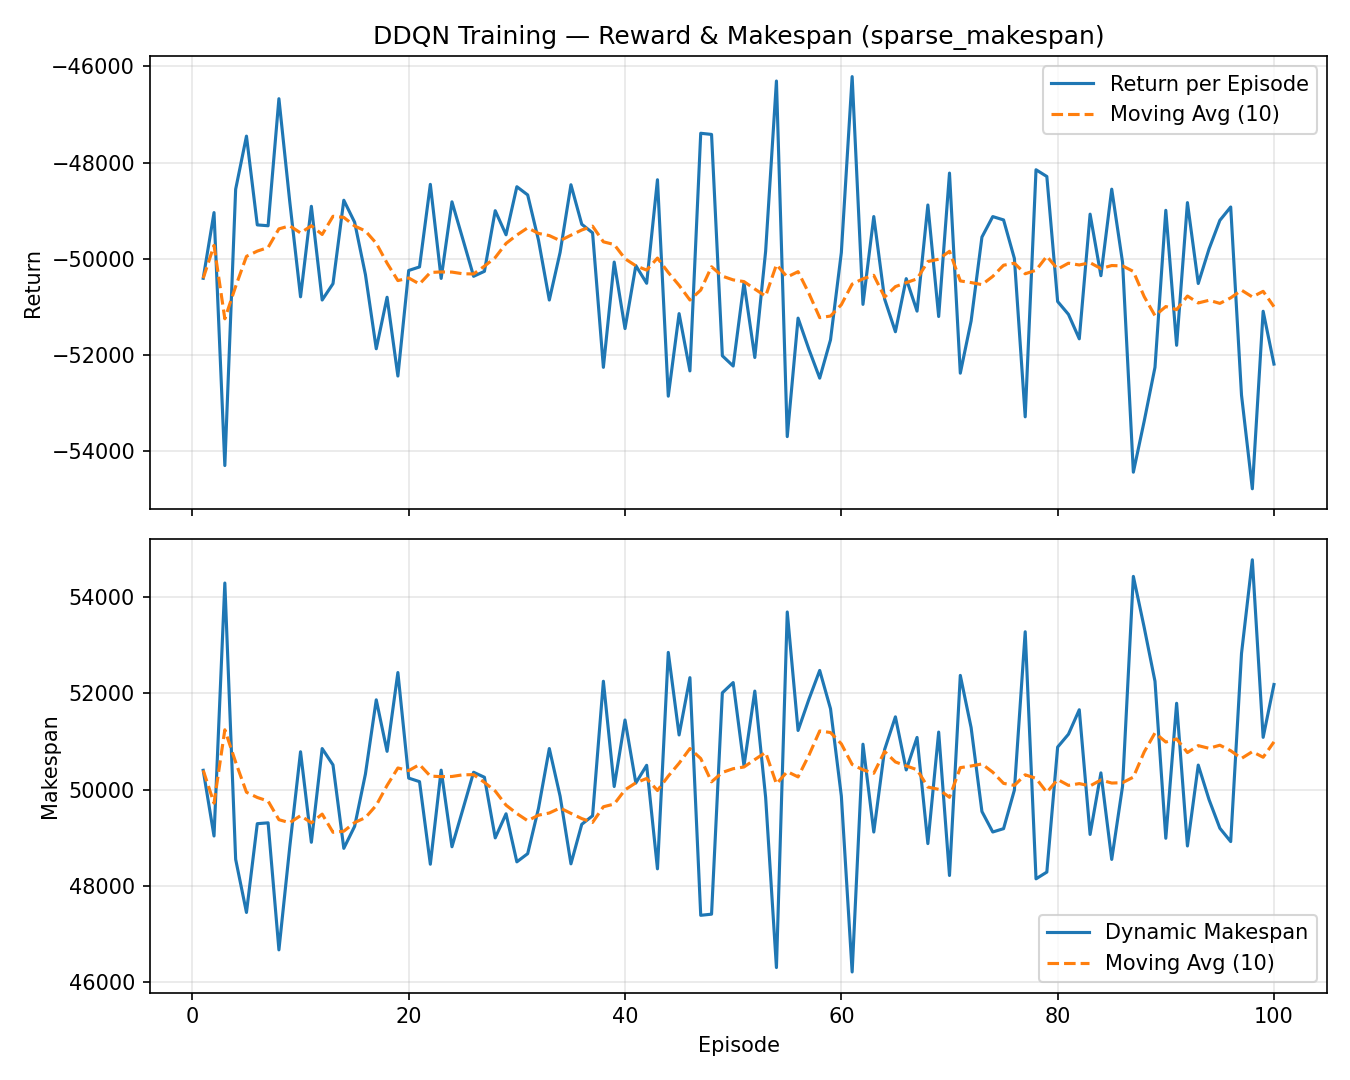 DDQN Training — Reward & Makespan (sparse_makespan)
−46000
−48000
−50000
−52000
−54000
Return
Return per Episode
Moving Avg (10)
54000
52000
50000
48000
46000
Makespan
Dynamic Makespan
Moving Avg (10)
0 20 40 60 80 100
Episode